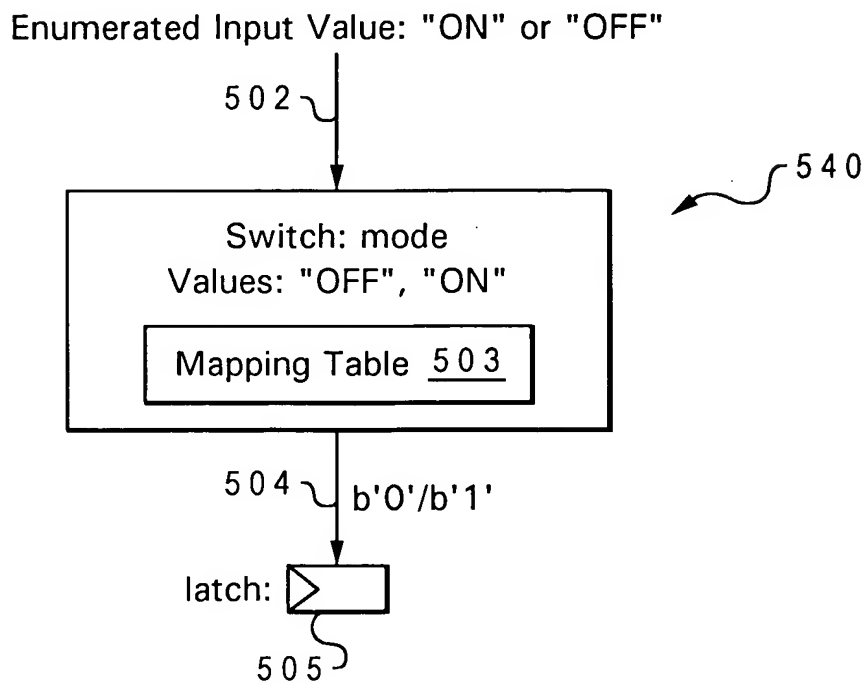 Enumerated Input Value: "ON" or "OFF"
502
540
Switch: mode
Values: "OFF", "ON"
Mapping Table 503
504
b'0'/b'1'
latch:
505